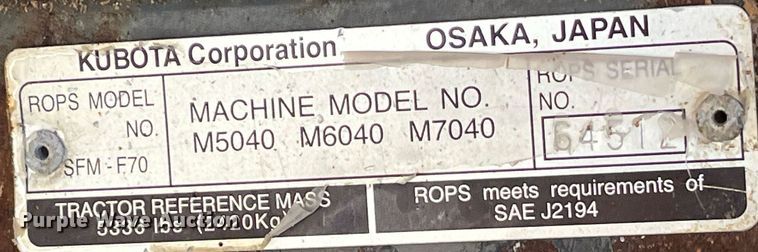 KUBOTA Corporation OSAKA, JAPAN
ROPS MODEL NO.
SFM-F70
MACHINE MODEL NO.
M5040 M6040 M7040
ROPS SERIAL NO.
64512
TRACTOR REFERENCE MASS
ROPS meets requirements of
SAE J2194
Purple Wave Auction